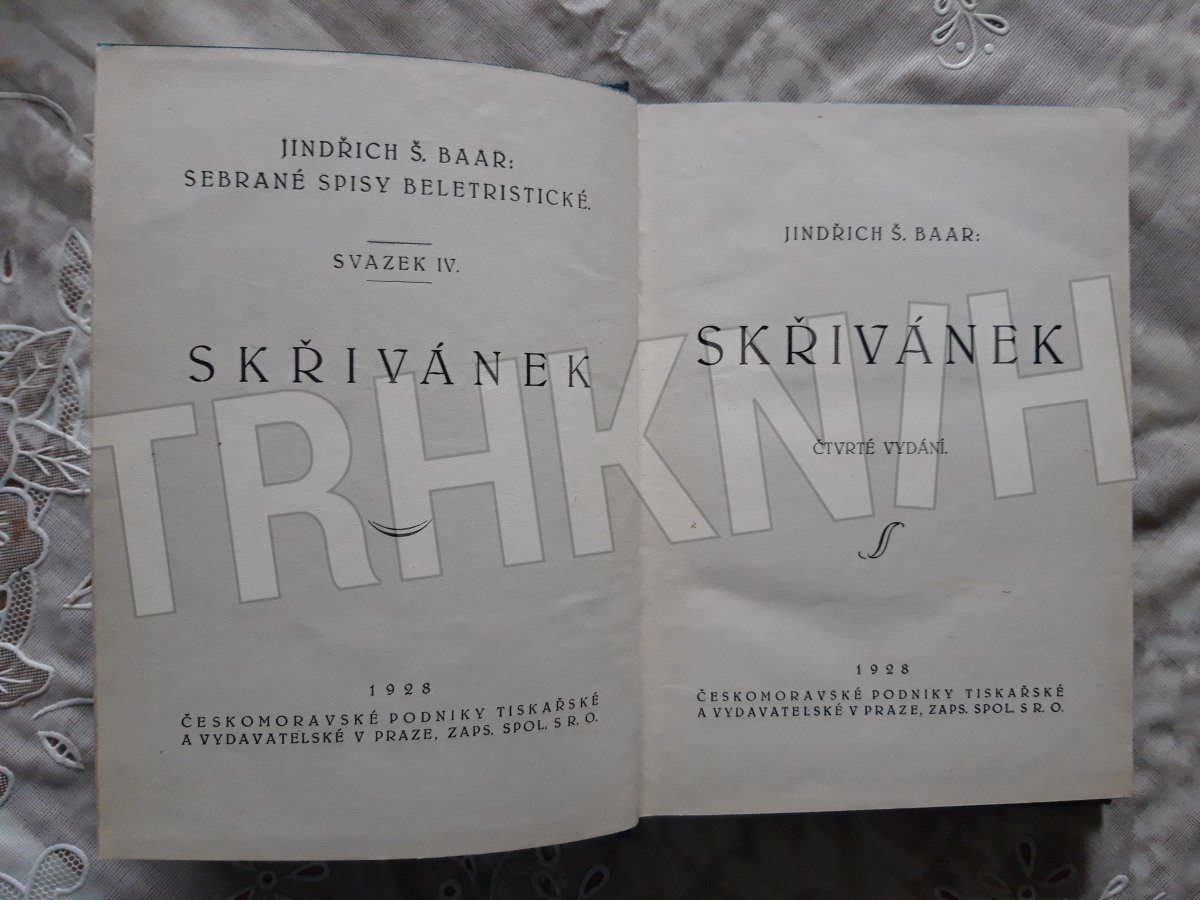 JINDŘICH Š. BAAR:
SEBRANÉ SPISY BELETRISTICKÉ.
SVAZEK IV.
SKŘIVÁNEK
1928
ČESKOMORAVSKÉ PODNIKY TISKAŘSKÉ
A VYDAVATELSKÉ V PRAZE, ZAPS. SPOL. S R. O.
JINDŘICH Š. BAAR:
SKŘIVÁNEK
ČTVRTÉ VYDÁNÍ.
1928
ČESKOMORAVSKÉ PODNIKY TISKAŘSKÉ
A VYDAVATELSKÉ V PRAZE, ZAPS. SPOL. S R. O.
TRHKNIH